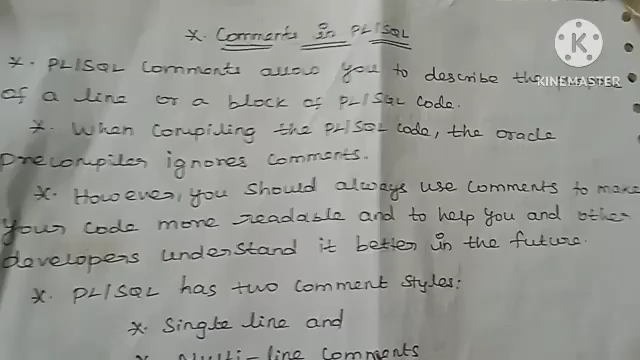 *. Comments in PL/SQL
*. PL/SQL comments allow you to describe the
of a line or a block of PL/SQL code.
*. When compiling the PL/SQL code, the oracle
precompiler ignores comments.
*. However, you should always use comments to make
your code more readable and to help you and other
developers understand it better in the future.
*. PL/SQL has two comment styles:
*. Single line and
*. Multi-line comments
K
KINEMASTER